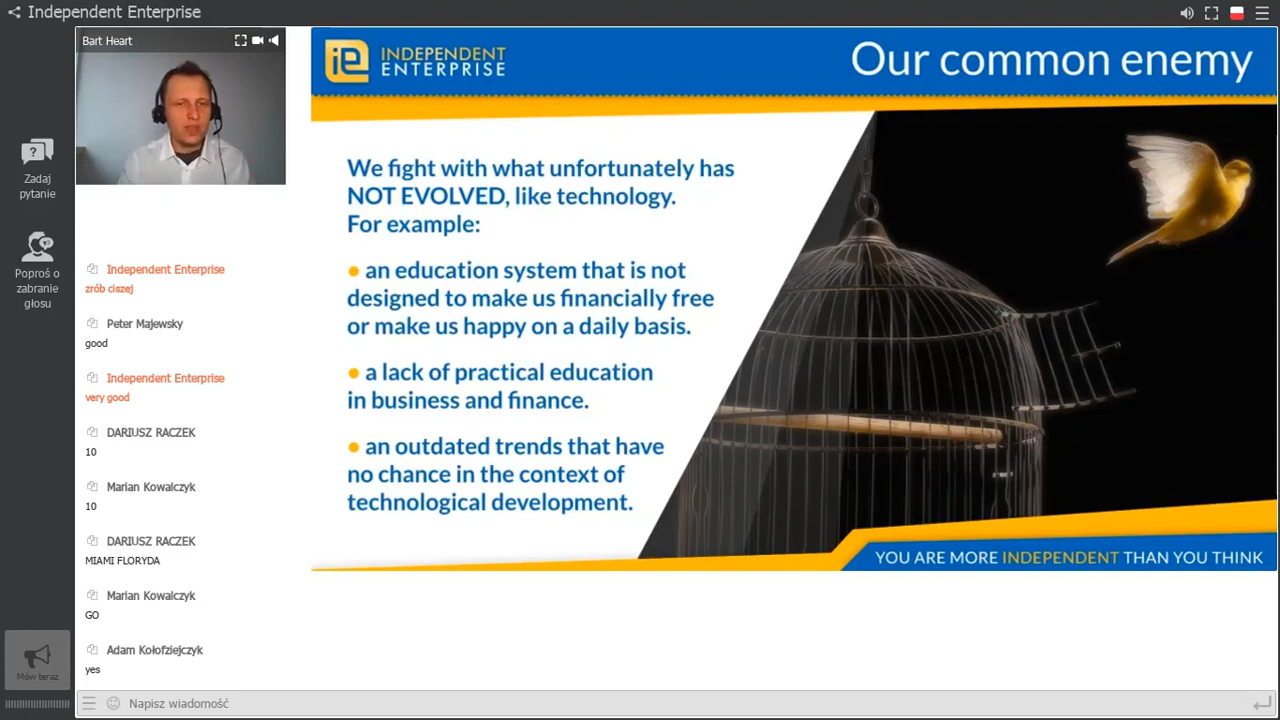 Independent Enterprise
Bart Heart
Zadaj
pytanie
Poproś o
zabranie
głosu
Independent Enterprise
zrób ciszej
Peter Majewsky
good
Independent Enterprise
very good
DARIUSZ RACZEK
10
Marian Kowalczyk
10
DARIUSZ RACZEK
MIAMI FLORYDA
Marian Kowalczyk
GO
Adam Kołofziejczyk
yes
Mów teraz
Napisz wiadomość
ie INDEPENDENT
ENTERPRISE
Our common enemy
We fight with what unfortunately has
NOT EVOLVED, like technology.
For example:
• an education system that is not
designed to make us financially free
or make us happy on a daily basis.
• a lack of practical education
in business and finance.
• an outdated trends that have
no chance in the context of
technological development.
YOU ARE MORE INDEPENDENT THAN YOU THINK